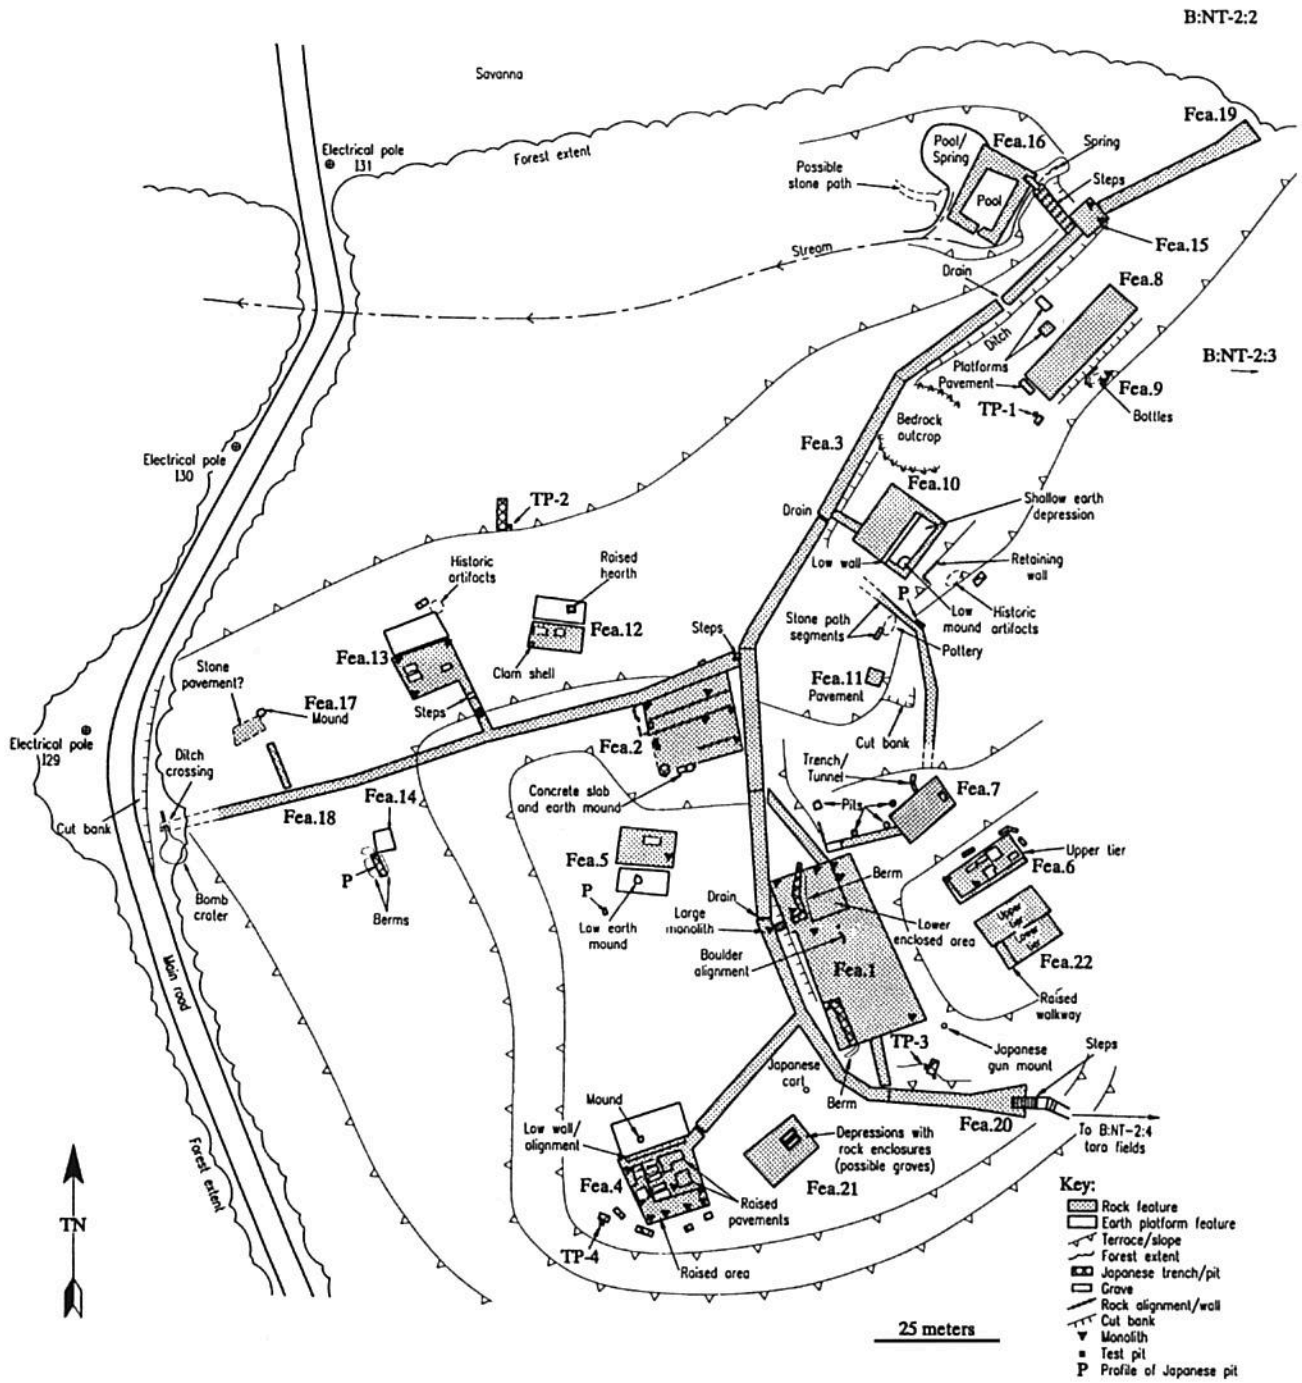 B:NT-2:2
Savanna
Fea.19
Electrical pole
131
Forest extent
Pool/
Spring
Fea.16
Spring
Possible
stone path
Steps
Pool
Fea.15
Stream
Drain
Fea.8
Ditch
B:NT-2:3
Platforms
Pavement
Fea.9
TP-1
Bottles
Fea.3
Bedrock
outcrop
Electrical pole
130
Fea.10
TP-2
Shallow earth
depression
Drain
Historic
artifacts
Raised
hearth
Low wall
Retaining
wall
P
Stone path
segments
Low
mound
Historic
artifacts
Fea.12
Steps
Pottery
Fea.13
Stone
pavement?
Clam shell
Fea.11
Pavement
Fea.17
Mound
Steps
Electrical pole
129
Fea.2
Cut bank
Ditch
crossing
Trench/
Tunnel
Concrete slab
and earth mound
Fea.7
Fea.14
Pits
Cut bank
Fea.18
Fea.5
Upper tier
Fea.6
P
Berm
P
Bomb
crater
Berms
Drain
Low earth
mound
Large
monolith
Lower
enclosed area
Upper
tier
Lower
tier
Boulder
alignment
Fea.1
Fea.22
Main road
Raised
walkway
TP-3
Japanese
gun mount
Steps
Japanese
cart
Mound
Berm
Low wall/
alignment
Fea.20
To B:NT-2:4
taro fields
Depressions with
rock enclosures
(possible graves)
Forest extent
Fea.4
Fea.21
Raised
pavements
TN
TP-4
Raised area
Key:
Rock feature
Earth platform feature
Terrace/slope
Forest extent
Japanese trench/pit
Grave
Rock alignment/wall
Cut bank
Monolith
Test pit
P Profile of Japanese pit
25 meters